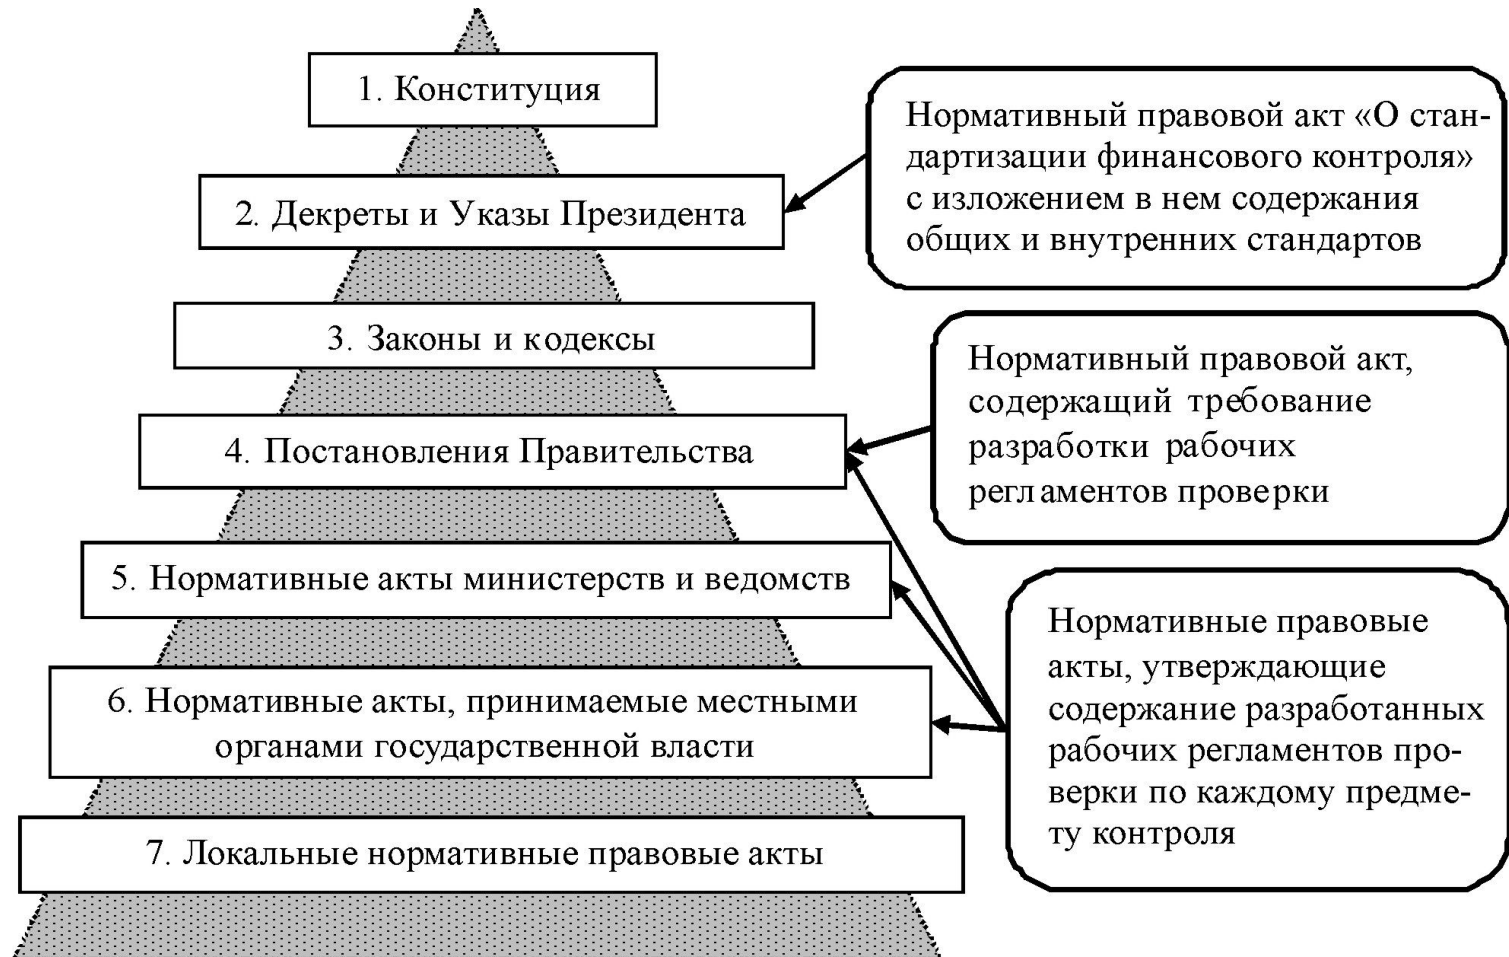 1. Конституция
2. Декреты и Указы Президента
3. Законы и кодексы
4. Постановления Правительства
5. Нормативные акты министерств и ведомств
6. Нормативные акты, принимаемые местными
органами государственной власти
7. Локальные нормативные правовые акты
Нормативный правовой акт «О стан-
дартизации финансового контроля»
с изложением в нем содержания
общих и внутренних стандартов
Нормативный правовой акт,
содержащий требование
разработки рабочих
регламентов проверки
Нормативные правовые
акты, утверждающие
содержание разработанных
рабочих регламентов про-
верки по каждому предме-
ту контроля